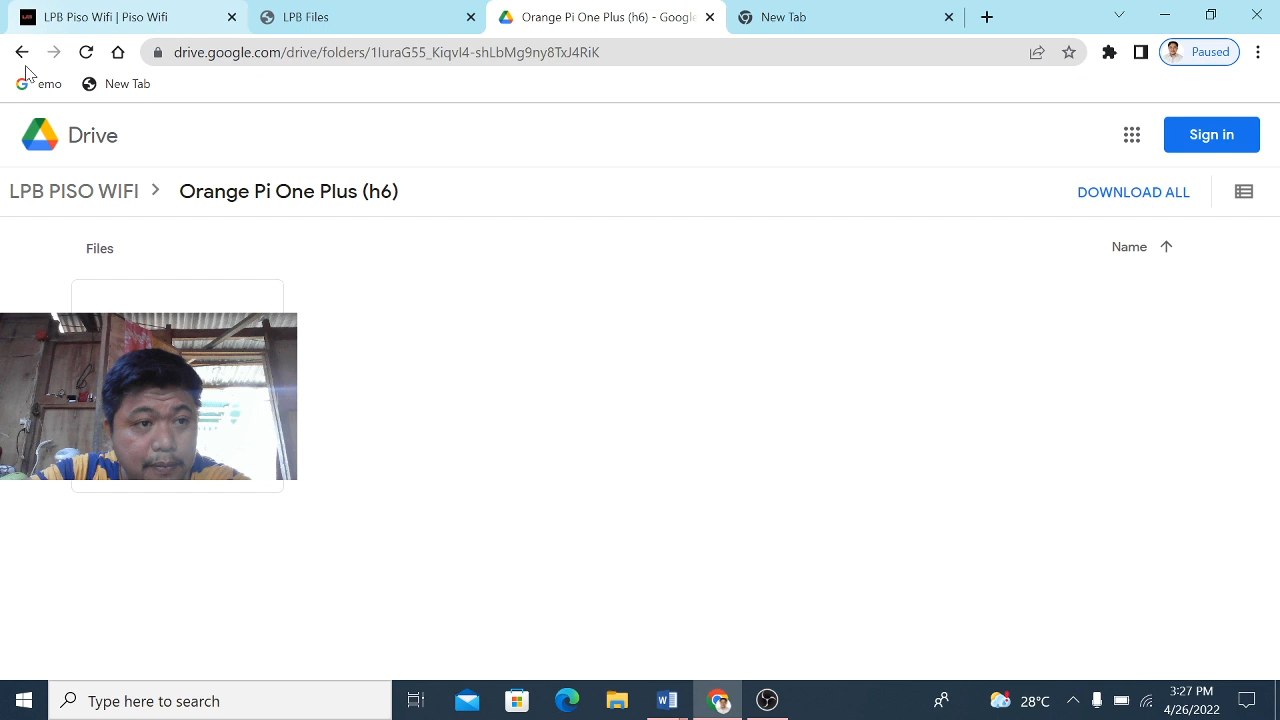 LPB Piso Wifi | Piso Wifi
LPB Files
Orange Pi One Plus (h6) - Google
New Tab
drive.google.com/drive/folders/1IuraG55_KiqvI4-shLbMg9ny8TxJ4RiK
Paused
emo
New Tab
Drive
Sign in
LPB PISO WIFI > Orange Pi One Plus (h6)
DOWNLOAD ALL
Files
Name
Type here to search
28°C
3:27 PM
4/26/2022